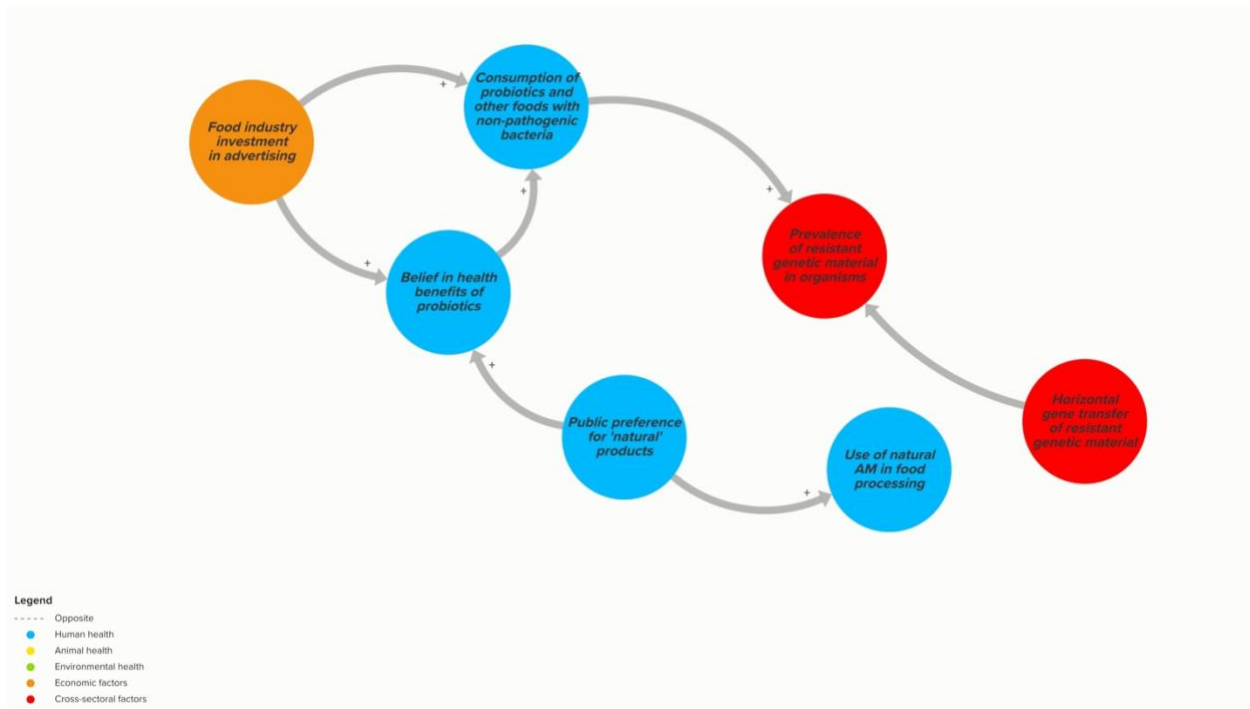 Food industry
investment
in advertising
+
Consumption of
probiotics and
other foods with
non-pathogenic
bacteria
+
+
Belief in health
benefits of
probiotics
+
Prevalence
of resistant
genetic material
in organisms
+
Public preference
for 'natural'
products
+
Use of natural
AM in food
processing
Horizontal
gene transfer
of resistant
genetic material
Legend
Opposite
Human health
Animal health
Environmental health
Economic factors
Cross-sectoral factors